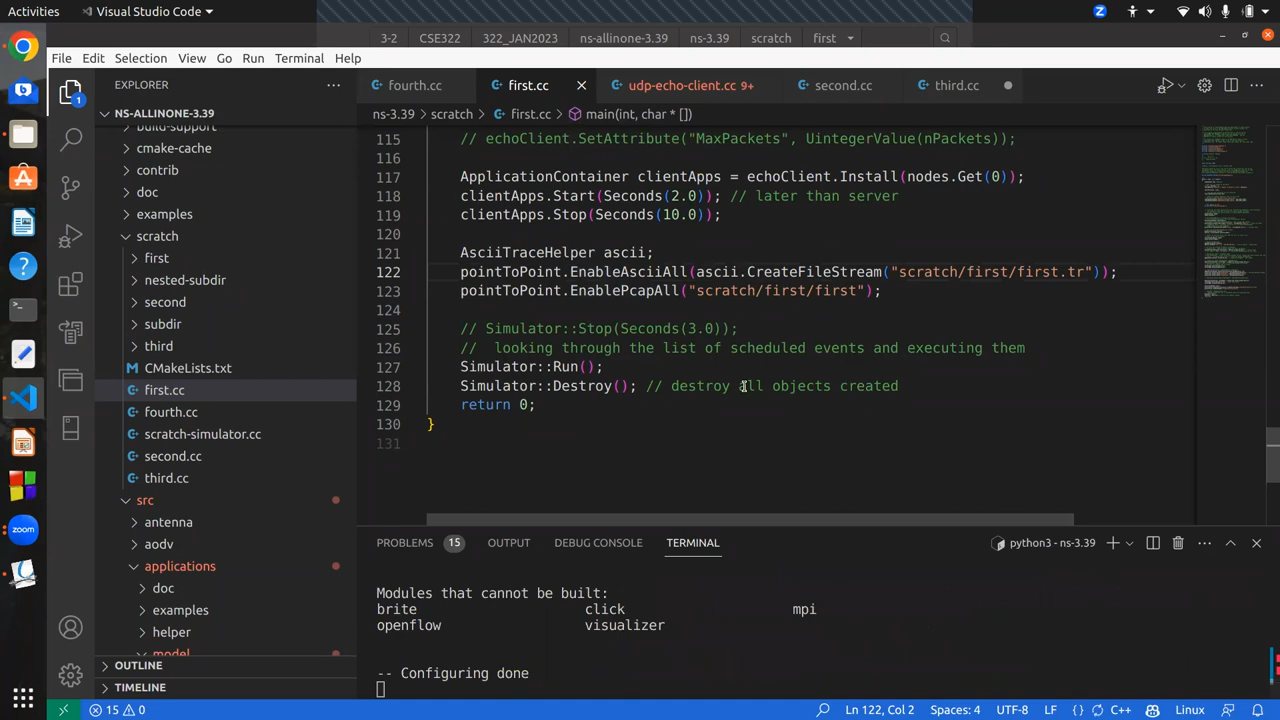 Activities Visual Studio Code
3-2 CSE322 322_JAN2023 ns-allinone-3.39 ns-3.39 scratch first
File Edit Selection View Go Run Terminal Help
EXPLORER
fourth.cc first.cc udp-echo-client.cc 9+ second.cc third.cc
1
NS-ALLINONE-3.39
ns-3.39 > scratch > first.cc > main(int, char * [])
build-support
cmake-cache
contrib
doc
examples
scratch
first
nested-subdir
second
subdir
third
CMakeLists.txt
first.cc
fourth.cc
scratch-simulator.cc
second.cc
third.cc
src
antenna
aodv
applications
doc
examples
helper
model
OUTLINE
TIMELINE
115 // echoClient.SetAttribute("MaxPackets", UintegerValue(nPackets));
116
117 ApplicationContainer clientApps = echoClient.Install(nodes.Get(0));
118 clientApps.Start(Seconds(2.0)); // later than server
119 clientApps.Stop(Seconds(10.0));
120
121 AsciiTraceHelper ascii;
122 pointToPoint.EnableAsciiAll(ascii.CreateFileStream("scratch/first/first.tr"));
123 pointToPoint.EnablePcapAll("scratch/first/first");
124
125 // Simulator::Stop(Seconds(3.0));
126 // looking through the list of scheduled events and executing them
127 Simulator::Run();
128 Simulator::Destroy(); // destroy all objects created
129 return 0;
130 }
131
PROBLEMS 15 OUTPUT DEBUG CONSOLE TERMINAL python3 - ns-3.39
Modules that cannot be built:
brite click mpi
openflow visualizer
-- Configuring done
zoom
15 0 Ln 122, Col 2 Spaces: 4 UTF-8 LF {} C++ Linux